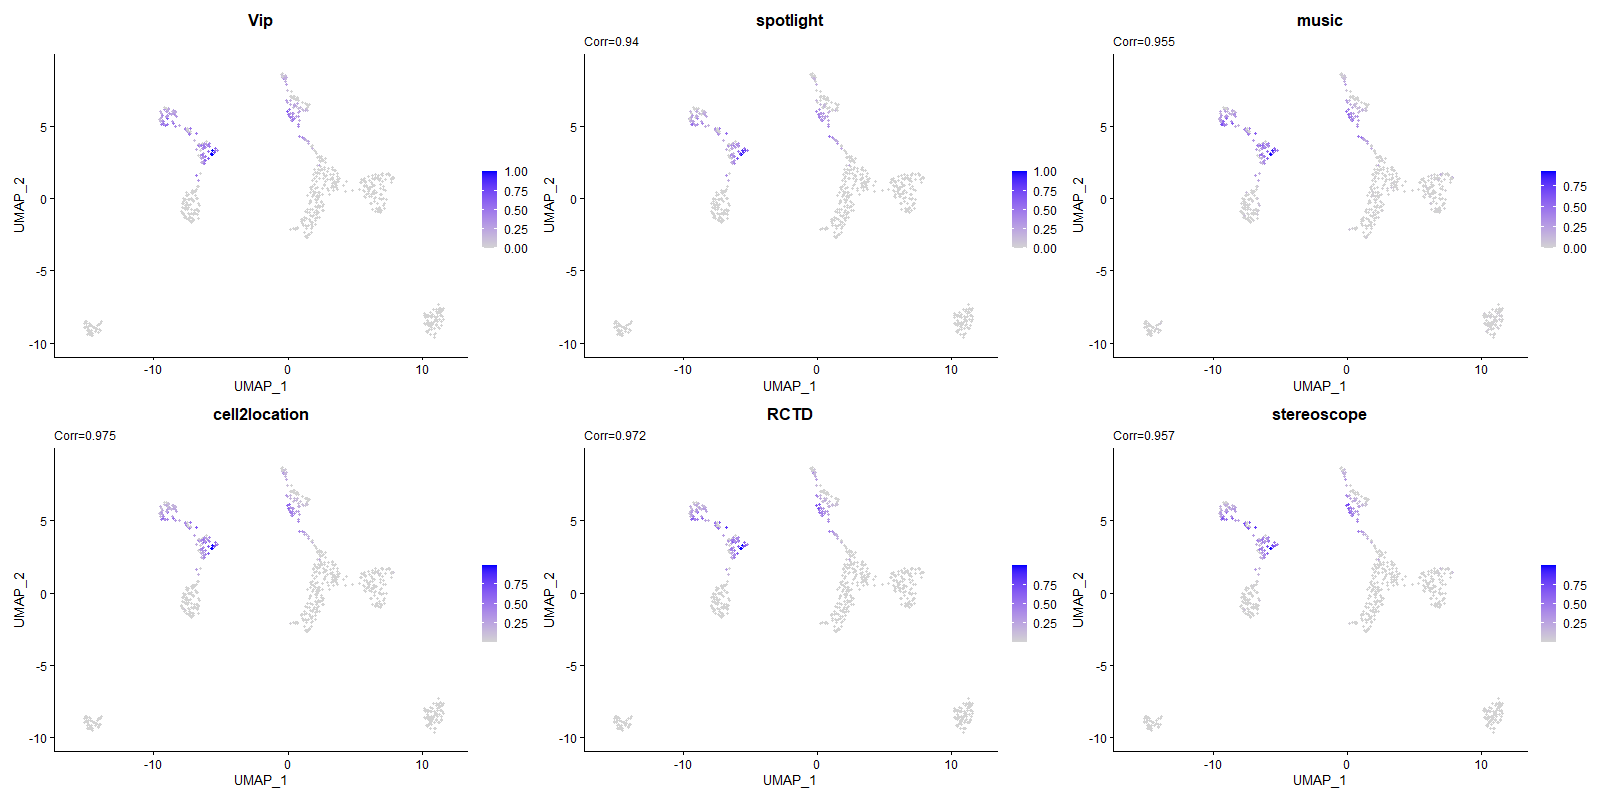 Vip
UMAP_2
5
0
-5
-10
-10
0
10
UMAP_1
1.00
0.75
0.50
0.25
0.00
spotlight
Corr=0.94
UMAP_2
5
0
-5
-10
-10
0
10
UMAP_1
1.00
0.75
0.50
0.25
0.00
music
Corr=0.955
UMAP_2
5
0
-5
-10
-10
0
10
UMAP_1
0.75
0.50
0.25
0.00
cell2location
Corr=0.975
UMAP_2
5
0
-5
-10
-10
0
10
UMAP_1
0.75
0.50
0.25
RCTD
Corr=0.972
UMAP_2
5
0
-5
-10
-10
0
10
UMAP_1
0.75
0.50
0.25
stereoscope
Corr=0.957
UMAP_2
5
0
-5
-10
-10
0
10
UMAP_1
0.75
0.50
0.25